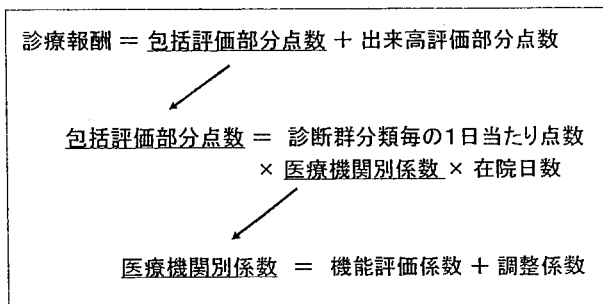 診療報酬 = 包括評価部分点数 + 出来高評価部分点数
包括評価部分点数 = 診断群分類毎の1日当たり点数
× 医療機関別係数 × 在院日数
医療機関別係数 = 機能評価係数 + 調整係数